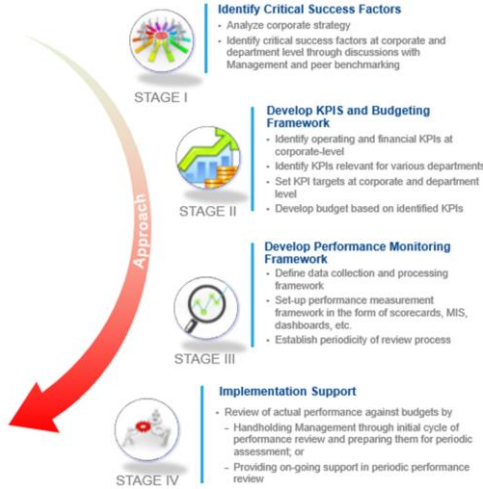 Identify Critical Success Factors
• Analyze corporate strategy
• Identify critical success factors at corporate and
department level through discussions with
Management and peer benchmarking
STAGE I
Develop KPIS and Budgeting
Framework
• Identify operating and financial KPIs at
corporate-level
• Identify KPIs relevant for various departments
• Set KPI targets at corporate and department
level
• Develop budget based on identified KPIs
STAGE II
Approach
Develop Performance Monitoring
Framework
• Define data collection and processing
framework
• Set-up performance measurement
framework in the form of scorecards, MIS,
dashboards, etc.
• Establish periodicity of review process
STAGE III
Implementation Support
• Review of actual performance against budgets by
– Handholding Management through initial cycle of
performance review and preparing them for periodic
assessment; or
– Providing on-going support in periodic performance
review
STAGE IV